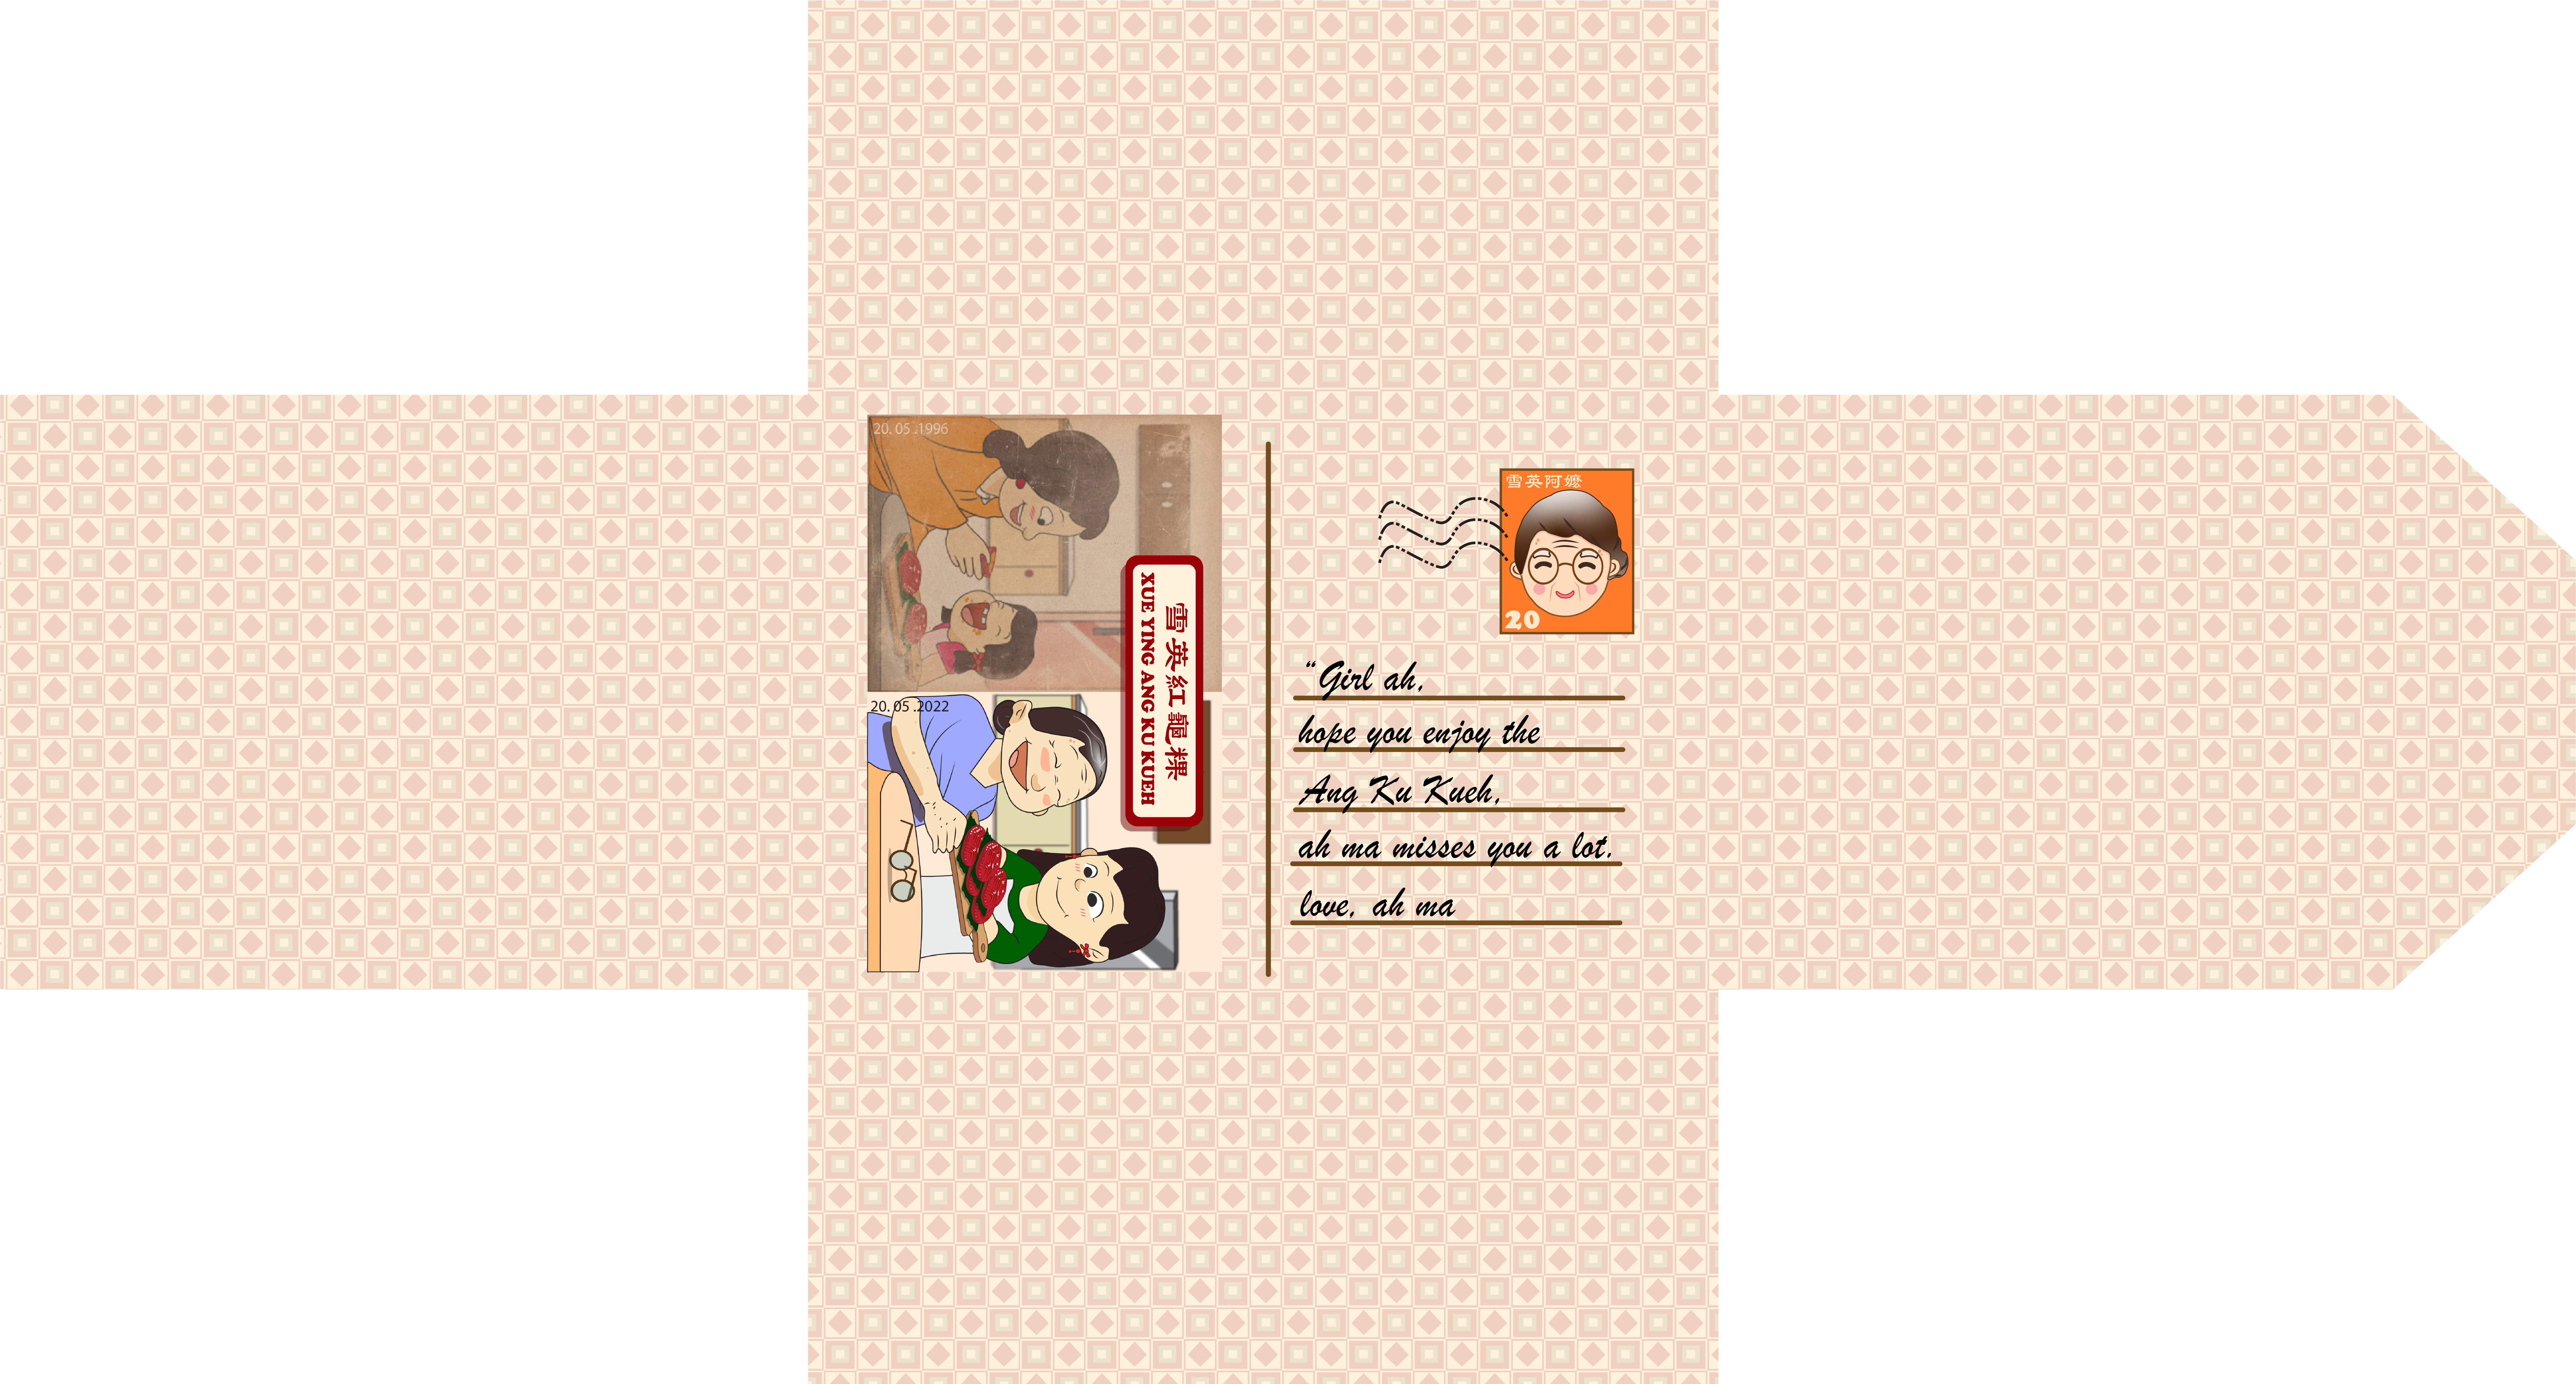 20.05.1996
雪英紅龜粿
XUE YING ANG KU KUEH
20.05.2022
雪英阿嬤
20
“Girl ah,
hope you enjoy the
Ang Ku Kueh,
ah ma misses you a lot.
love, ah ma